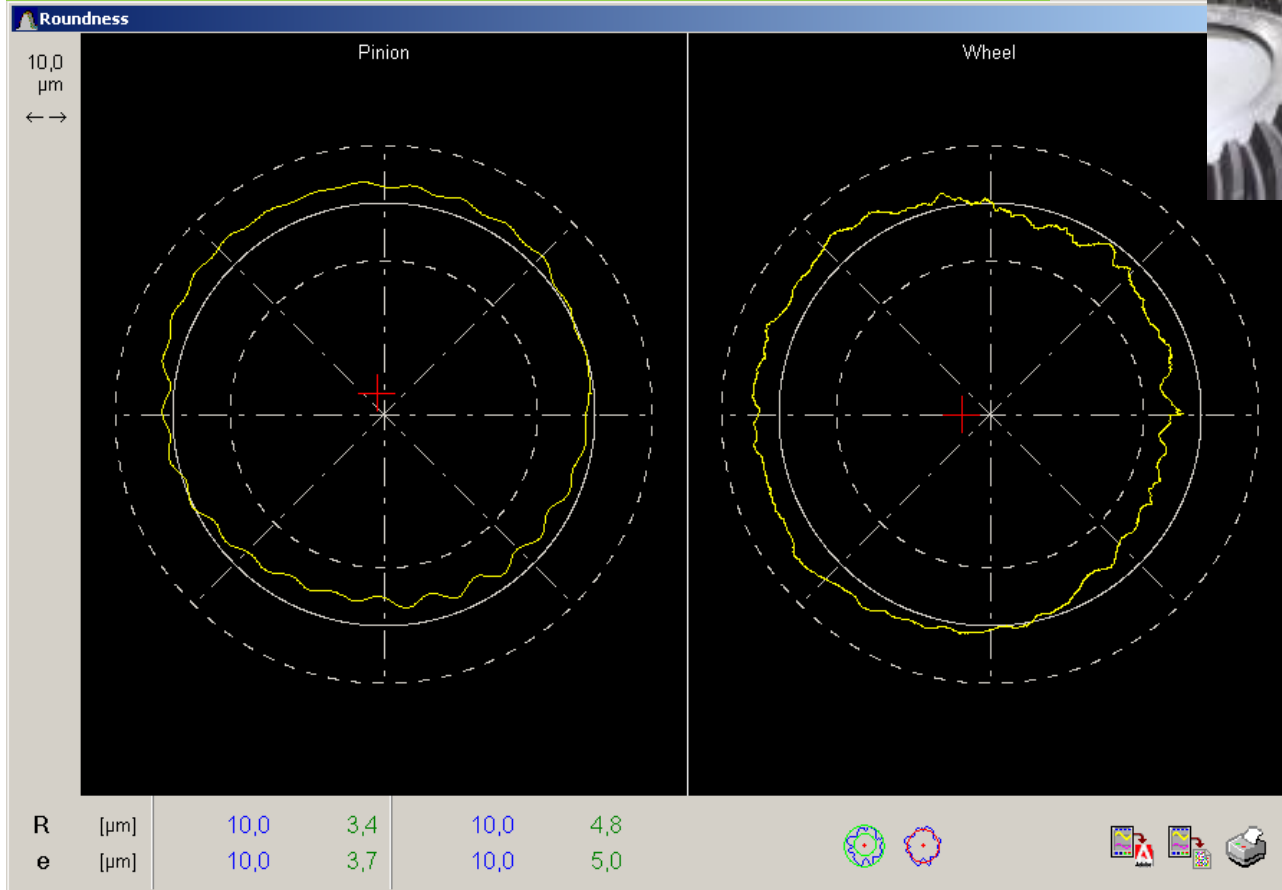 Roundness
10,0
µm
←→
Pinion
Wheel
R [µm] 10,0 3,4 10,0 4,8
e [µm] 10,0 3,7 10,0 5,0